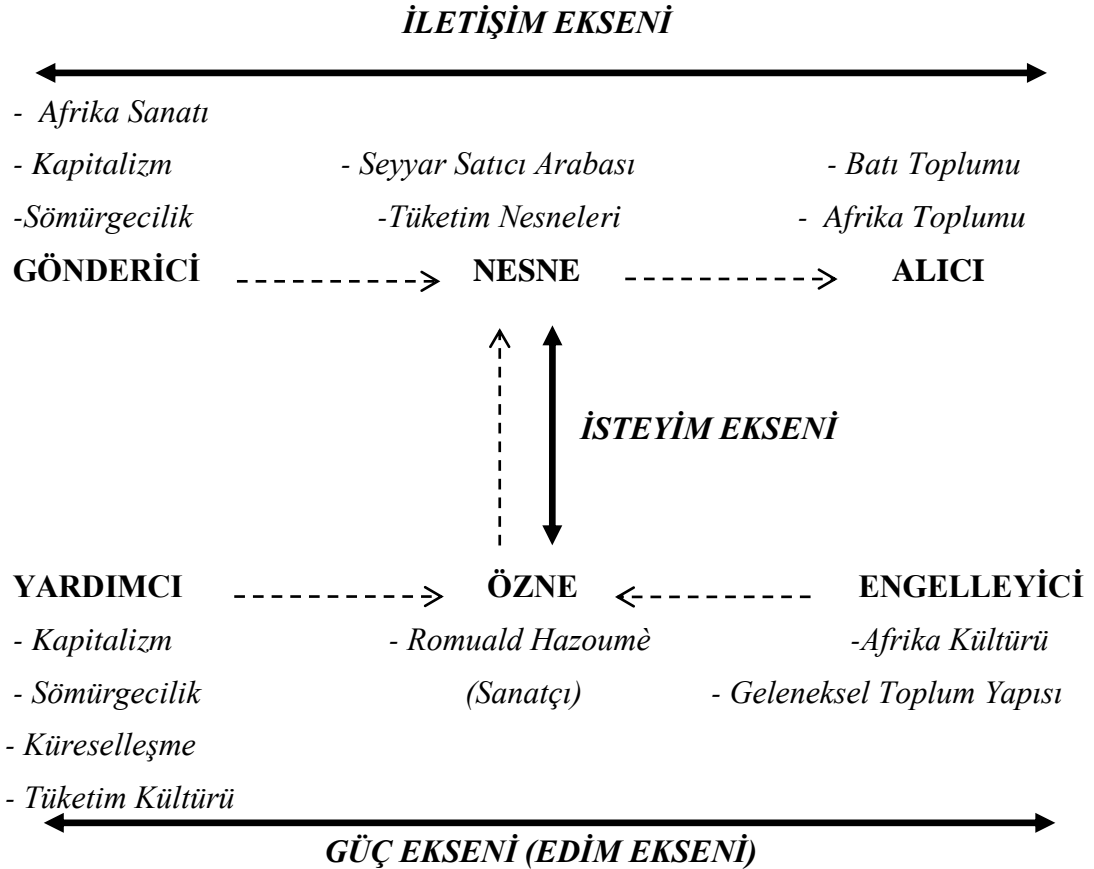 İLETİŞİM EKSENİ
- Afrika Sanatı
- Kapitalizm - Seyyar Satıcı Arabası - Batı Toplumu
-Sömürgecilik -Tüketim Nesneleri - Afrika Toplumu
GÖNDERİCİ NESNE ALICI
İSTEYİM EKSENİ
YARDIMCI ÖZNE ENGELLEYİCİ
- Kapitalizm - Romuald Hazoumè -Afrika Kültürü
- Sömürgecilik (Sanatçı) - Geleneksel Toplum Yapısı
- Küreselleşme
- Tüketim Kültürü
GÜÇ EKSENİ (EDİM EKSENİ)